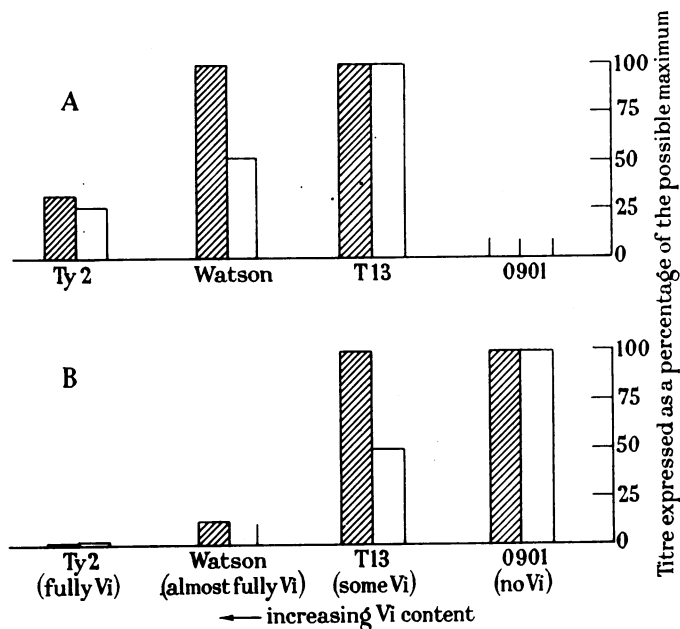 A
100
75
50
25
0
Ty 2 Watson T13 0901
B
100
75
50
25
0
Ty2 Watson T13 0901
(fully Vi) (almost fully Vi) (some Vi) (no Vi)
← increasing Vi content
Titre expressed as a percentage of the possible maximum